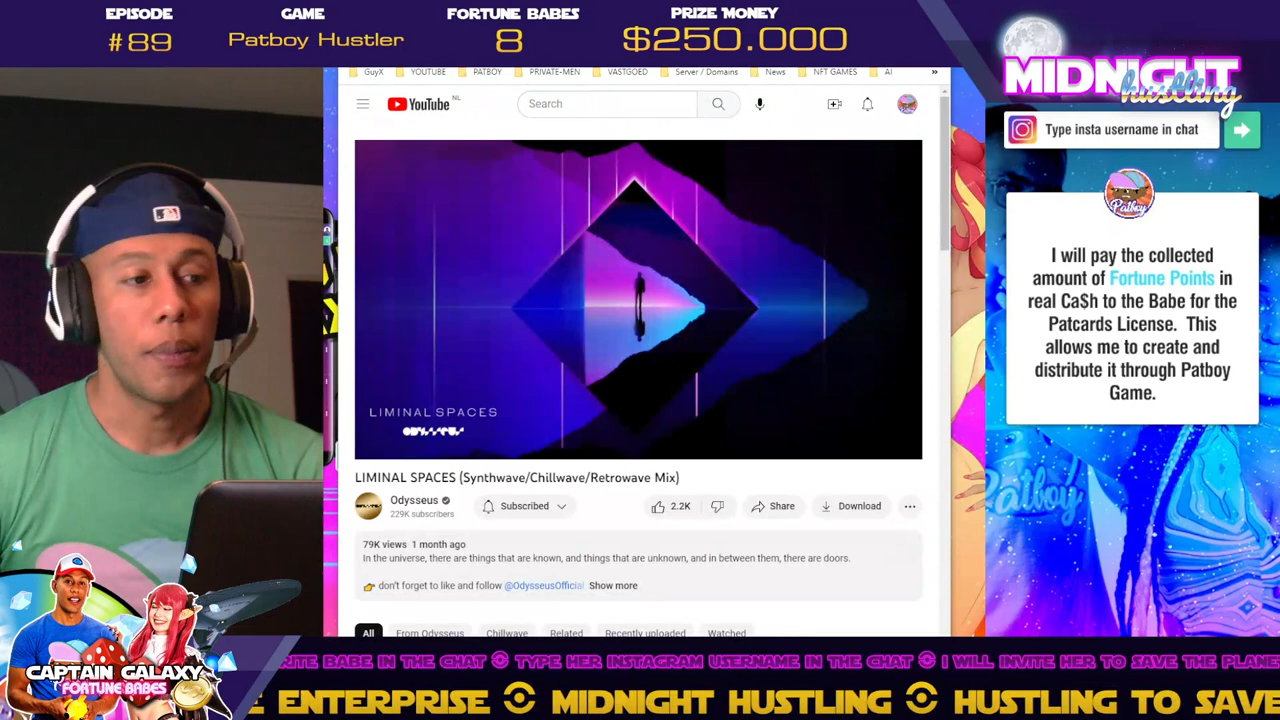 EPISODE
#89
GAME
Patboy Hustler
FORTUNE BABES
8
PRIZE MONEY
$250.000
MIDNIGHT
hustling
Type insta username in chat
Patboy
I will pay the collected
amount of Fortune Points in
real Ca$h to the Babe for the
Patcards License. This
allows me to create and
distribute it through Patboy
Game.
GuyX
YOUTUBE
PATBOY
PRIVATE-MEN
VASTGOED
Server / Domains
News
NFT GAMES
AI
»
YouTube NL
Search
LIMINAL SPACES
ODYSSEUS
LIMINAL SPACES (Synthwave/Chillwave/Retrowave Mix)
Odysseus
229K subscribers
Subscribed
2.2K
Share
Download
79K views 1 month ago
In the universe, there are things that are known, and things that are unknown, and in between them, there are doors.
don't forget to like and follow @OdysseusOfficial Show more
All
From Odysseus
Chillwave
Related
Recently uploaded
Watched
Patboy
CAPTAIN GALAXY
FORTUNE BABES
RITE BABE IN THE CHAT TYPE HER INSTAGRAM USERNAME IN THE CHAT I WILL INVITE HER TO SAVE THE PLANE
E ENTERPRISE MIDNIGHT HUSTLING HUSTLING TO SAVE